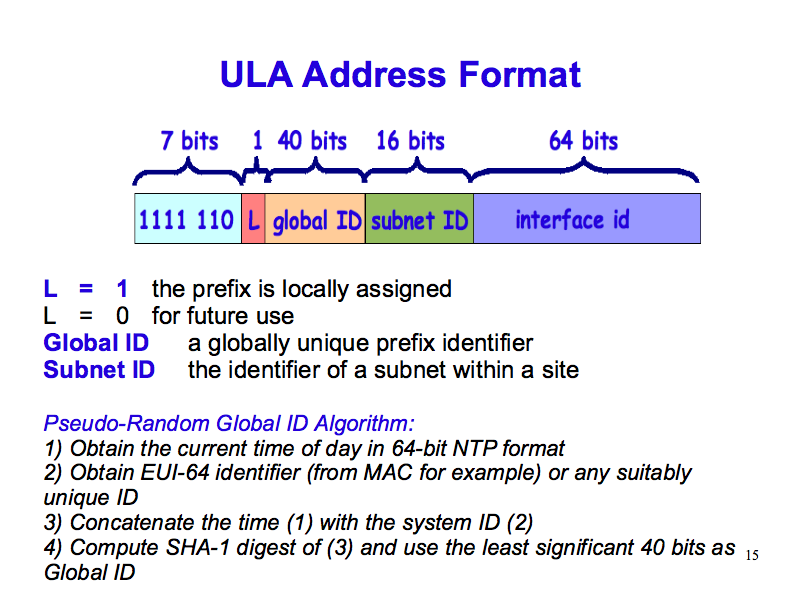 ULA Address Format
7 bits 1 40 bits 16 bits 64 bits
1111 110 L global ID subnet ID interface id
L = 1 the prefix is locally assigned
L = 0 for future use
Global ID a globally unique prefix identifier
Subnet ID the identifier of a subnet within a site
Pseudo-Random Global ID Algorithm:
1) Obtain the current time of day in 64-bit NTP format
2) Obtain EUI-64 identifier (from MAC for example) or any suitably
unique ID
3) Concatenate the time (1) with the system ID (2)
4) Compute SHA-1 digest of (3) and use the least significant 40 bits as
Global ID
15